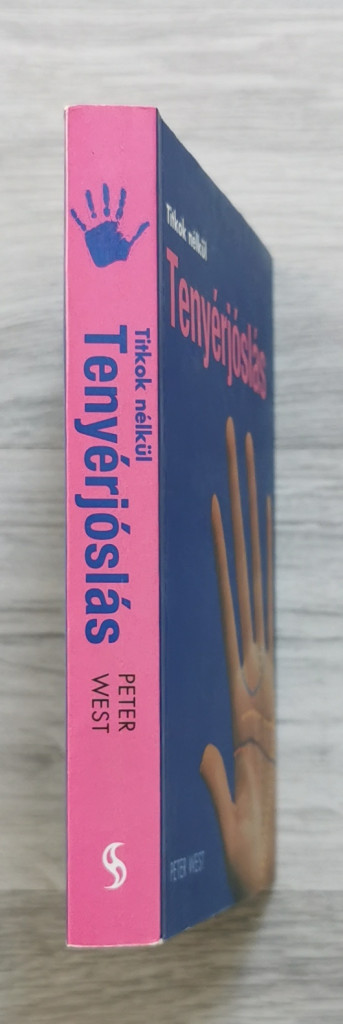 Titkok nélkül
Tenyérjóslás
PETER
WEST
Titkok nélkül
Tenyérjóslás
PETER WEST